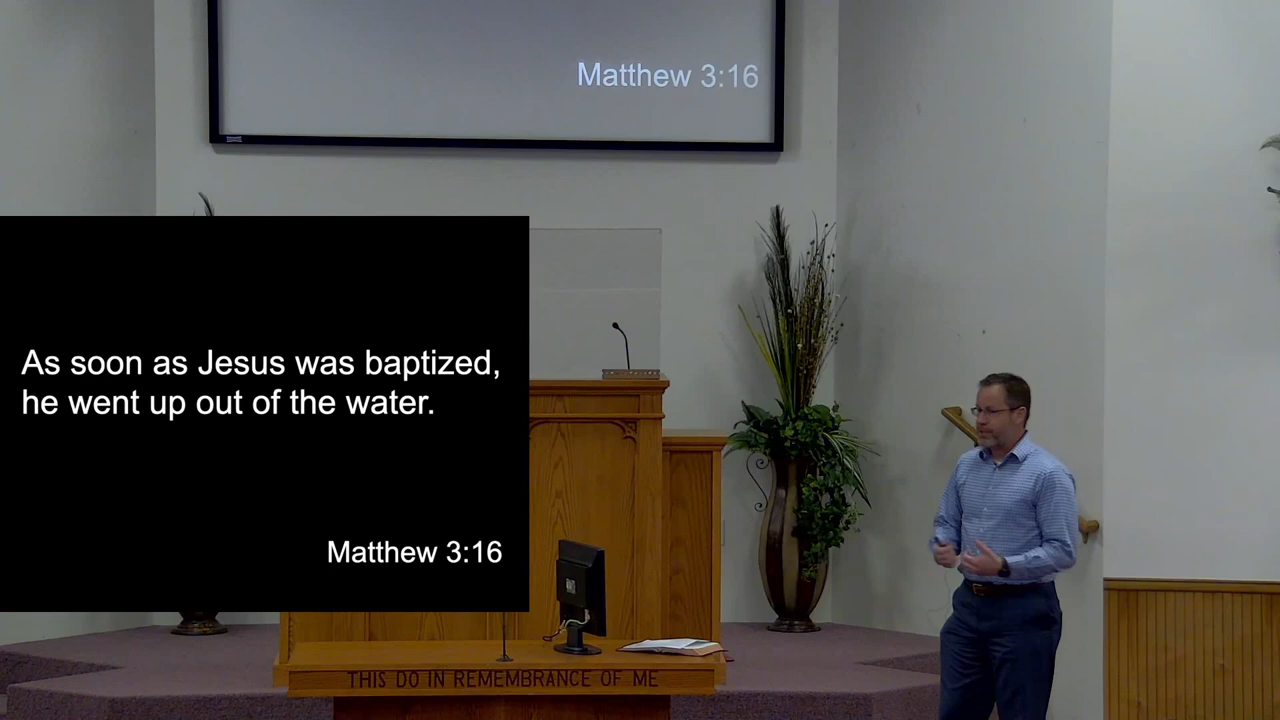 Matthew 3:16
As soon as Jesus was baptized,
he went up out of the water.
Matthew 3:16
THIS DO IN REMEMBRANCE OF ME